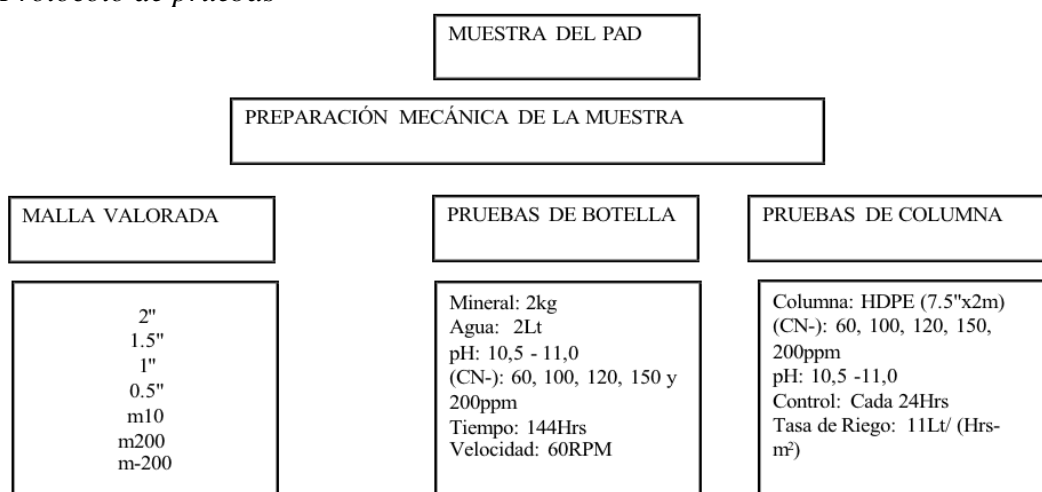 Protocolo de pruebas
MUESTRA DEL PAD
PREPARACIÓN MECÁNICA DE LA MUESTRA
MALLA VALORADA
2"
1.5"
1"
0.5"
m10
m200
m-200
PRUEBAS DE BOTELLA
Mineral: 2kg
Agua: 2Lt
pH: 10,5 - 11,0
(CN-): 60, 100, 120, 150 y
200ppm
Tiempo: 144Hrs
Velocidad: 60RPM
PRUEBAS DE COLUMNA
Columna: HDPE (7.5"x2m)
(CN-): 60, 100, 120, 150,
200ppm
pH: 10,5 -11,0
Control: Cada 24Hrs
Tasa de Riego: 11Lt/ (Hrs-
m²)